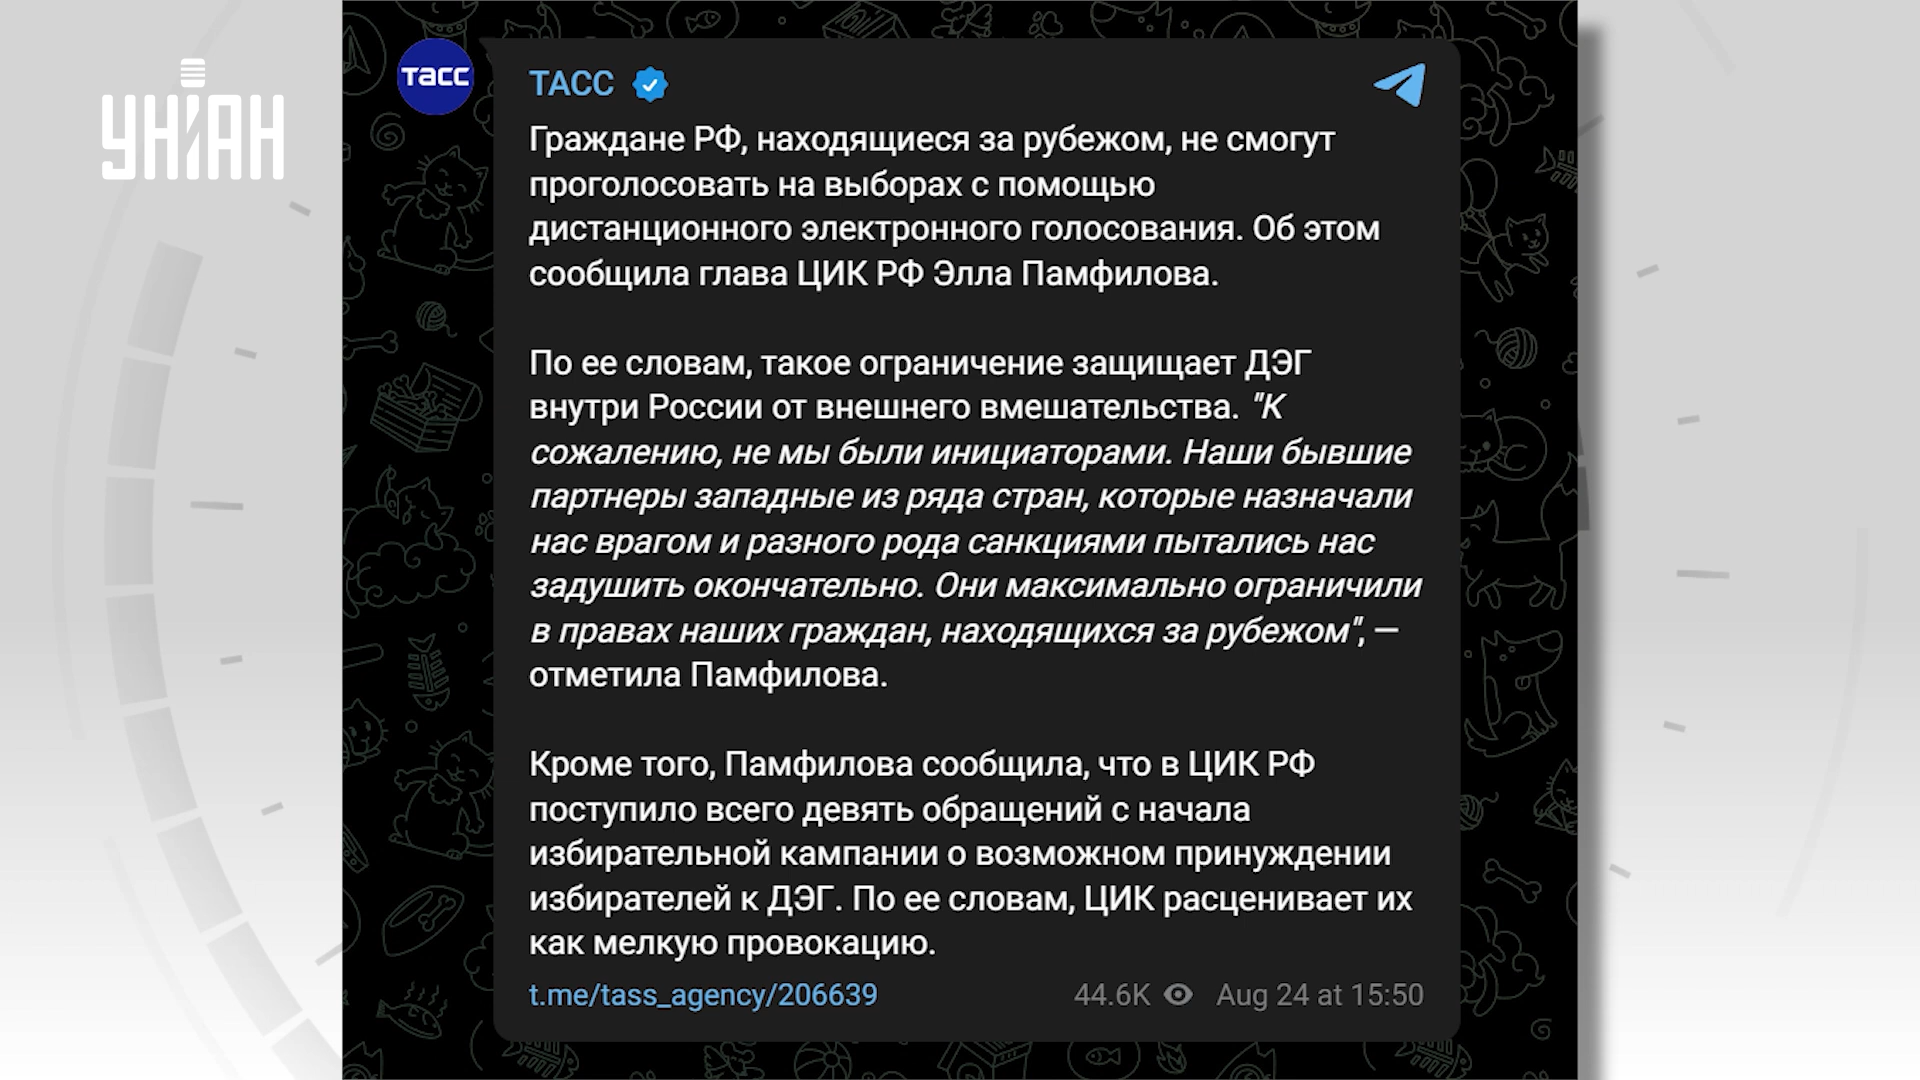 УНІАН
тасс
ТАСС
Граждане РФ, находящиеся за рубежом, не смогут
проголосовать на выборах с помощью
дистанционного электронного голосования. Об этом
сообщила глава ЦИК РФ Элла Памфилова.
По ее словам, такое ограничение защищает ДЭГ
внутри России от внешнего вмешательства. "К
сожалению, не мы были инициаторами. Наши бывшие
партнеры западные из ряда стран, которые назначали
нас врагом и разного рода санкциями пытались нас
задушить окончательно. Они максимально ограничили
в правах наших граждан, находящихся за рубежом", —
отметила Памфилова.
Кроме того, Памфилова сообщила, что в ЦИК РФ
поступило всего девять обращений с начала
избирательной кампании о возможном принуждении
избирателей к ДЭГ. По ее словам, ЦИК расценивает их
как мелкую провокацию.
t.me/tass_agency/206639 44.6K Aug 24 at 15:50